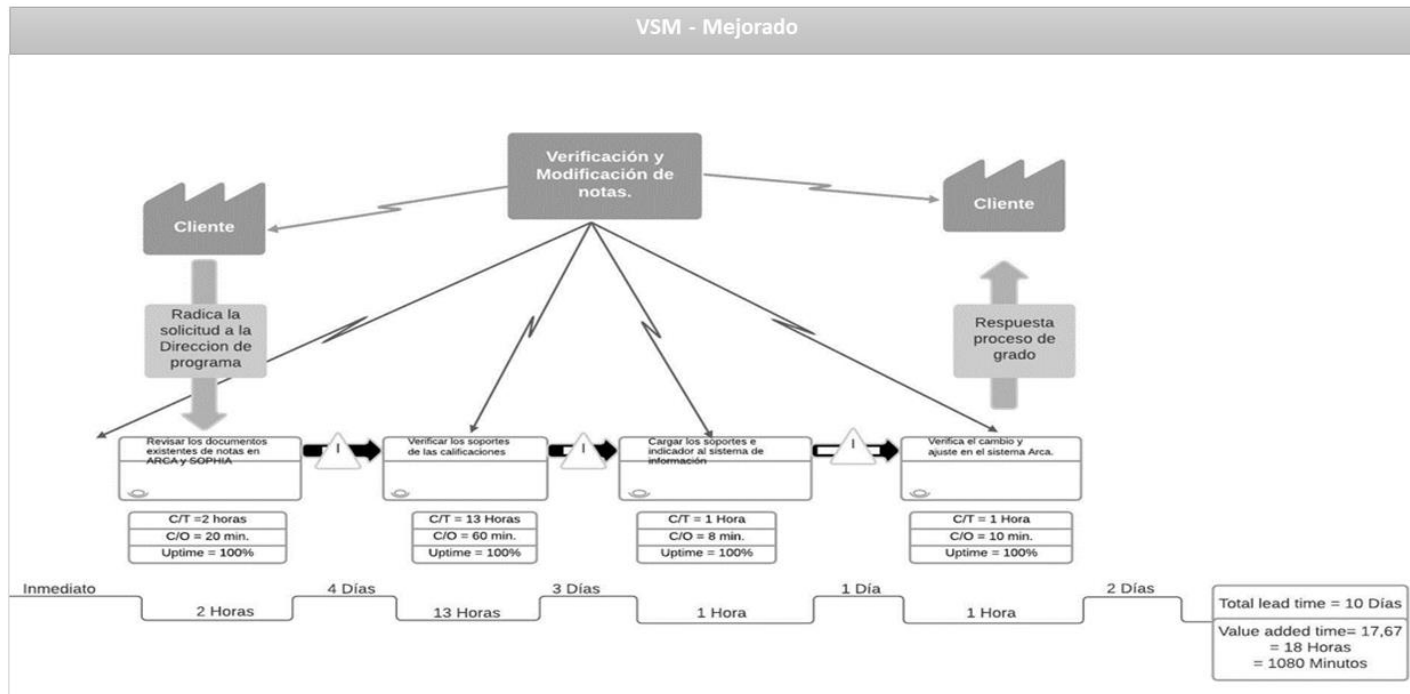 VSM - Mejorado
Verificación y
Modificación de
notas.
Cliente
Cliente
Radica la
solicitud a la
Direccion de
programa
Respuesta
proceso de
grado
Revisar los documentos
existentes de notas en
ARCA y SOPHIA
I
Verificar los soportes
de las calificaciones
I
Cargar los soportes e
indicador al sistema de
información
I
Verifica el cambio y
ajuste en el sistema Arca.
C/T =2 horas
C/O = 20 min.
Uptime = 100%
C/T = 13 Horas
C/O = 60 min.
Uptime = 100%
C/T = 1 Hora
C/O = 8 min.
Uptime = 100%
C/T = 1 Hora
C/O = 10 min.
Uptime = 100%
Inmediato
2 Horas
4 Días
13 Horas
3 Días
1 Hora
1 Día
1 Hora
2 Días
Total lead time = 10 Días
Value added time= 17,67
= 18 Horas
= 1080 Minutos